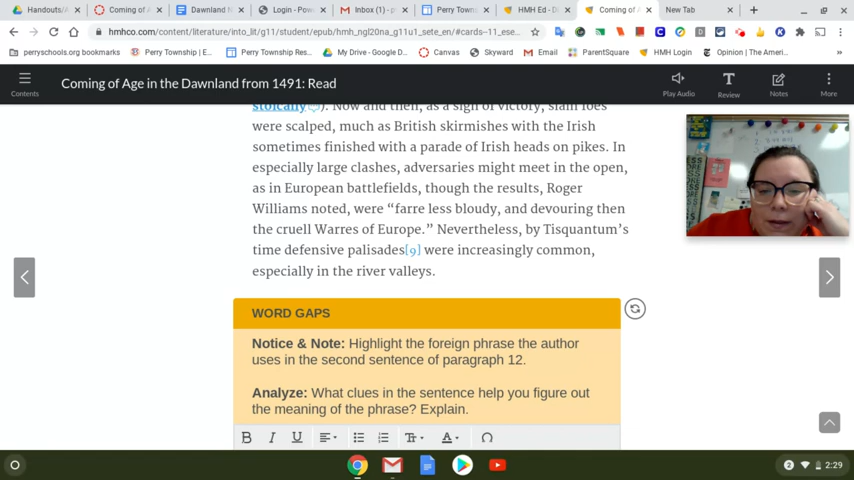 Handouts/A
Coming of A
Dawnland N
Login - Pow
Inbox (1) - p
Perry Towns
HMH Ed - Di
Coming of A
New Tab
hmhco.com/content/literature/into_lit/g11/student/epub/hmh_ngl20na_g11u1_sete_en/#cards--11_ese...
perryschools.org bookmarks
Perry Township | E...
Perry Township Res...
My Drive - Google D...
Canvas
Skyward
Email
ParentSquare
HMH Login
Opinion | The Ameri...
Contents
Coming of Age in the Dawnland from 1491: Read
Play Audio
Review
Notes
More
stoically). Now and then, as a sign of victory, slain foes
were scalped, much as British skirmishes with the Irish
sometimes finished with a parade of Irish heads on pikes. In
especially large clashes, adversaries might meet in the open,
as in European battlefields, though the results, Roger
Williams noted, were “farre less bloudy, and devouring then
the cruell Warres of Europe.” Nevertheless, by Tisquantum’s
time defensive palisades[9] were increasingly common,
especially in the river valleys.
WORD GAPS
Notice & Note: Highlight the foreign phrase the author
uses in the second sentence of paragraph 12.
Analyze: What clues in the sentence help you figure out
the meaning of the phrase? Explain.
B I U
2 2:29